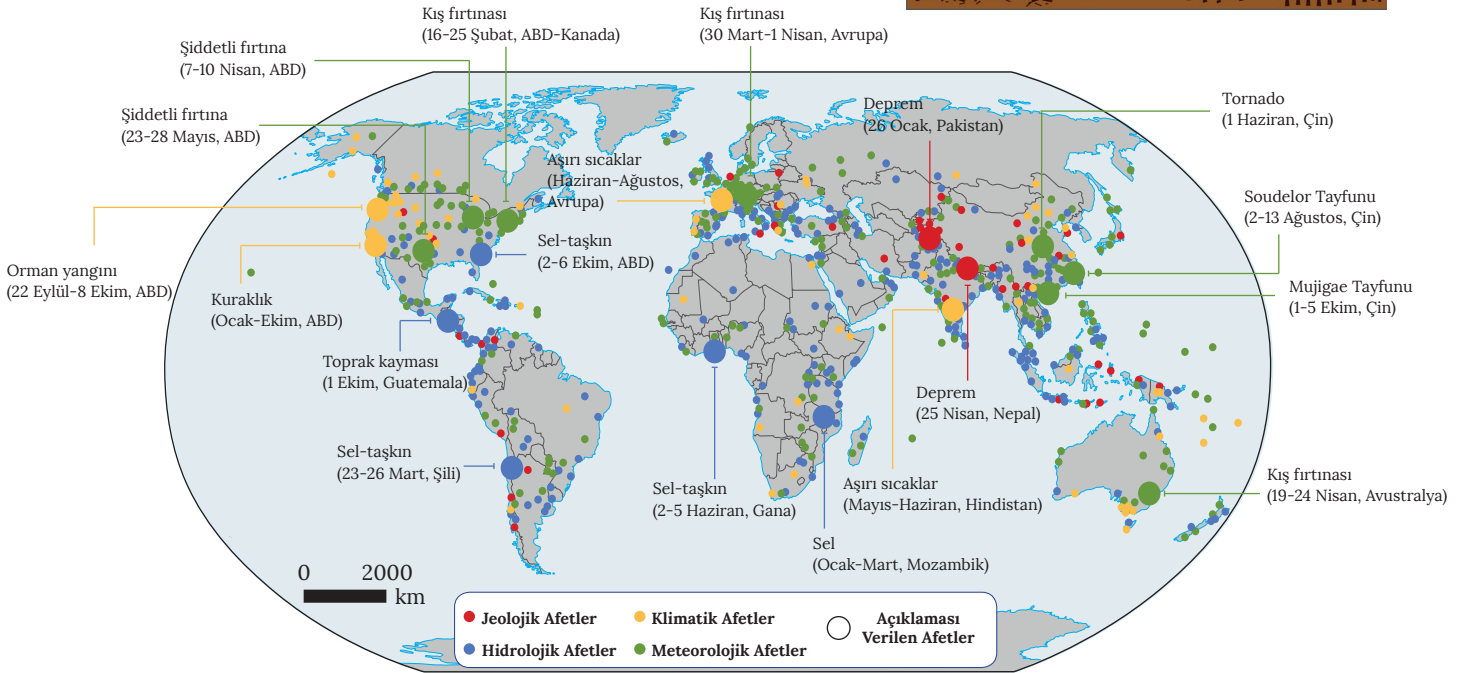 Kış fırtınası
(16-25 Şubat, ABD-Kanada)
Kış fırtınası
(30 Mart-1 Nisan, Avrupa)
Şiddetli fırtına
(7-10 Nisan, ABD)
Şiddetli fırtına
(23-28 Mayıs, ABD)
Deprem
(26 Ocak, Pakistan)
Tornado
(1 Haziran, Çin)
Aşırı sıcaklar
(Haziran-Ağustos,
Avrupa)
Soudelor Tayfunu
(2-13 Ağustos, Çin)
Sel-taşkın
(2-6 Ekim, ABD)
Orman yangını
(22 Eylül-8 Ekim, ABD)
Kuraklık
(Ocak-Ekim, ABD)
Mujigae Tayfunu
(1-5 Ekim, Çin)
Toprak kayması
(1 Ekim, Guatemala)
Deprem
(25 Nisan, Nepal)
Sel-taşkın
(23-26 Mart, Şili)
Sel-taşkın
(2-5 Haziran, Gana)
Aşırı sıcaklar
(Mayıs-Haziran, Hindistan)
Kış fırtınası
(19-24 Nisan, Avustralya)
Sel
(Ocak-Mart, Mozambik)
0 2000
km
Jeolojik Afetler
Klimatik Afetler
Açıklaması
Verilen Afetler
Hidrolojik Afetler
Meteorolojik Afetler